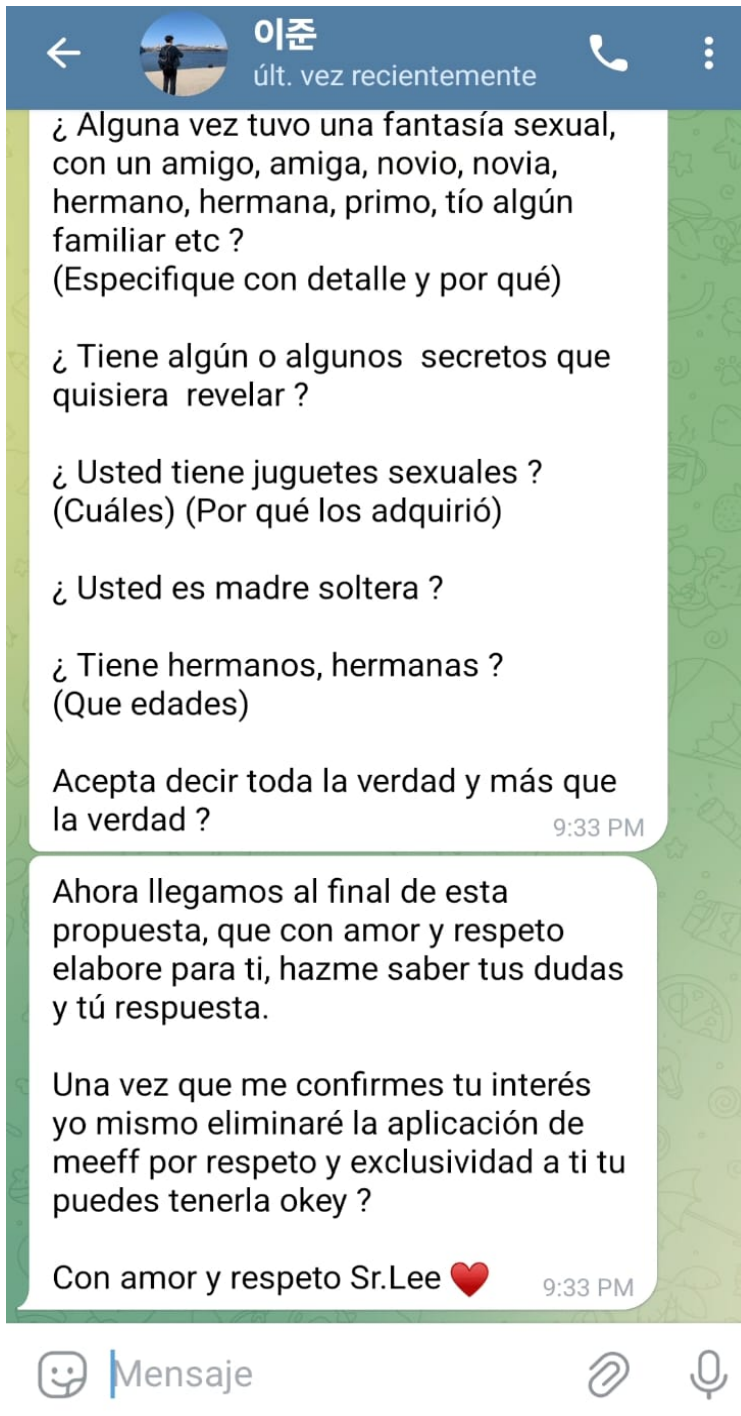 이준
últ. vez recientemente
¿ Alguna vez tuvo una fantasía sexual,
con un amigo, amiga, novio, novia,
hermano, hermana, primo, tío algún
familiar etc ?
(Especifique con detalle y por qué)
¿ Tiene algún o algunos  secretos que
quisiera  revelar ?
¿ Usted tiene juguetes sexuales ?
(Cuáles) (Por qué los adquirió)
¿ Usted es madre soltera ?
¿ Tiene hermanos, hermanas ?
(Que edades)
Acepta decir toda la verdad y más que
la verdad ?
9:33 PM
Ahora llegamos al final de esta
propuesta, que con amor y respeto
elabore para ti, hazme saber tus dudas
y tú respuesta.
Una vez que me confirmes tu interés
yo mismo eliminaré la aplicación de
meeff por respeto y exclusividad a ti tu
puedes tenerla okey ?
Con amor y respeto Sr.Lee ❤️
9:33 PM
Mensaje